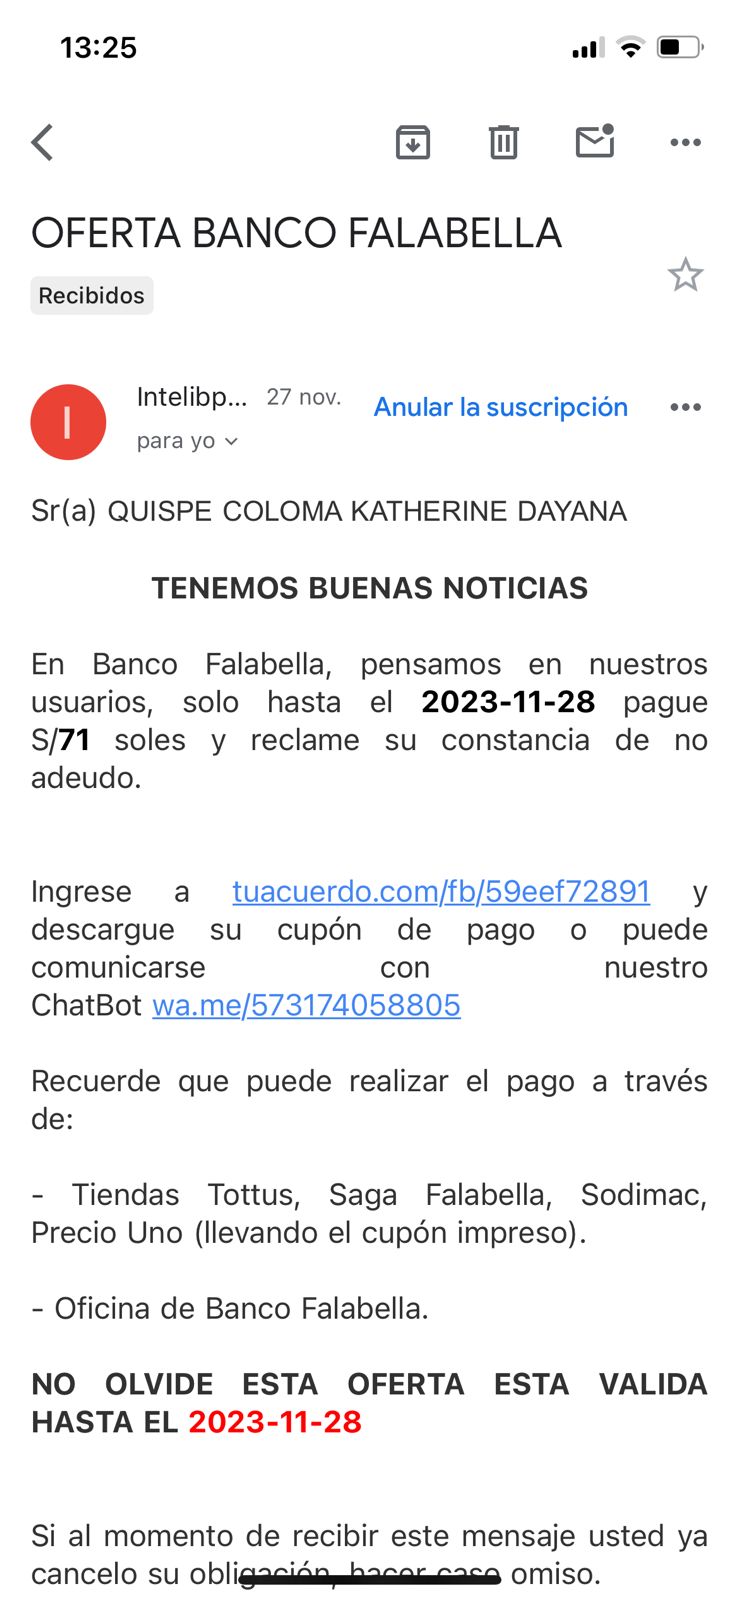 13:25
OFERTA BANCO FALABELLA
Recibidos
I
Intelibp... 27 nov. Anular la suscripción
para yo
Sr(a) QUISPE COLOMA KATHERINE DAYANA
TENEMOS BUENAS NOTICIAS
En Banco Falabella, pensamos en nuestros
usuarios, solo hasta el 2023-11-28 pague
S/71 soles y reclame su constancia de no
adeudo.
Ingrese a tuacuerdo.com/fb/59eef72891 y
descargue su cupón de pago o puede
comunicarse con nuestro
ChatBot wa.me/573174058805
Recuerde que puede realizar el pago a través
de:
- Tiendas Tottus, Saga Falabella, Sodimac,
Precio Uno (llevando el cupón impreso).
- Oficina de Banco Falabella.
NO OLVIDE ESTA OFERTA ESTA VALIDA
HASTA EL 2023-11-28
Si al momento de recibir este mensaje usted ya
cancelo su obligación, hacer caso omiso.